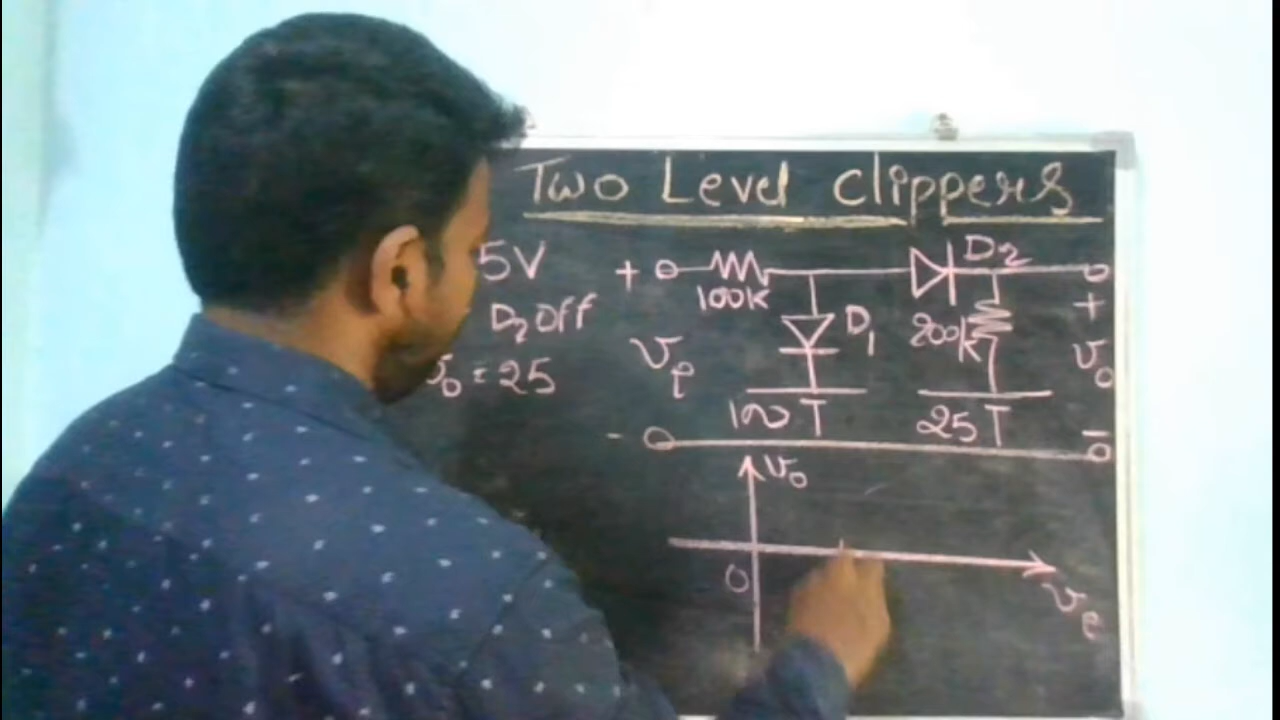 Two Level Clippers
5V
D2 Off
v0 = 25
+ 100K D2
D1 200K +
vi v0
100 25
- -
v0
0
vi